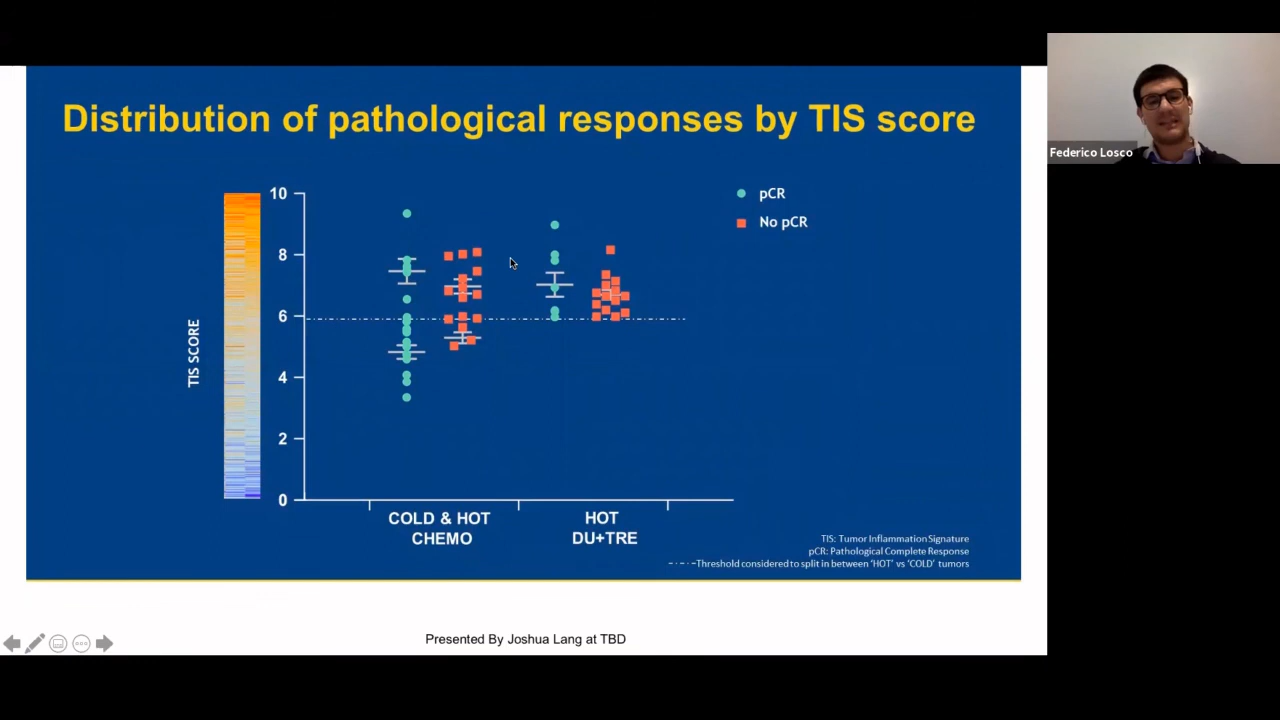 Distribution of pathological responses by TIS score
Federico Losco
TIS SCORE
10
8
6
4
2
0
pCR
No pCR
COLD & HOT
CHEMO
HOT
DU+TRE
TIS: Tumor Inflammation Signature
pCR: Pathological Complete Response
Threshold considered to split in between 'HOT' vs 'COLD' tumors
Presented By Joshua Lang at TBD